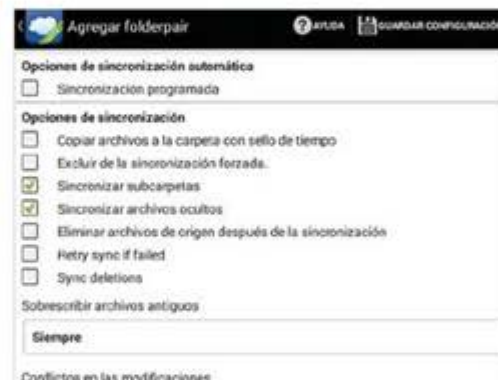 Agregar folderpair
AYUDA
GUARDAR CONFIGURACIÓN
Opciones de sincronización automática
Sincronización programada
Opciones de sincronización
Copiar archivos a la carpeta con sello de tiempo
Excluir de la sincronización forzada.
Sincronizar subcarpetas
Sincronizar archivos ocultos
Eliminar archivos de origen después de la sincronización
Retry sync if failed
Sync deletions
Sobrescribir archivos antiguos
Siempre
Conflictos en las modificaciones